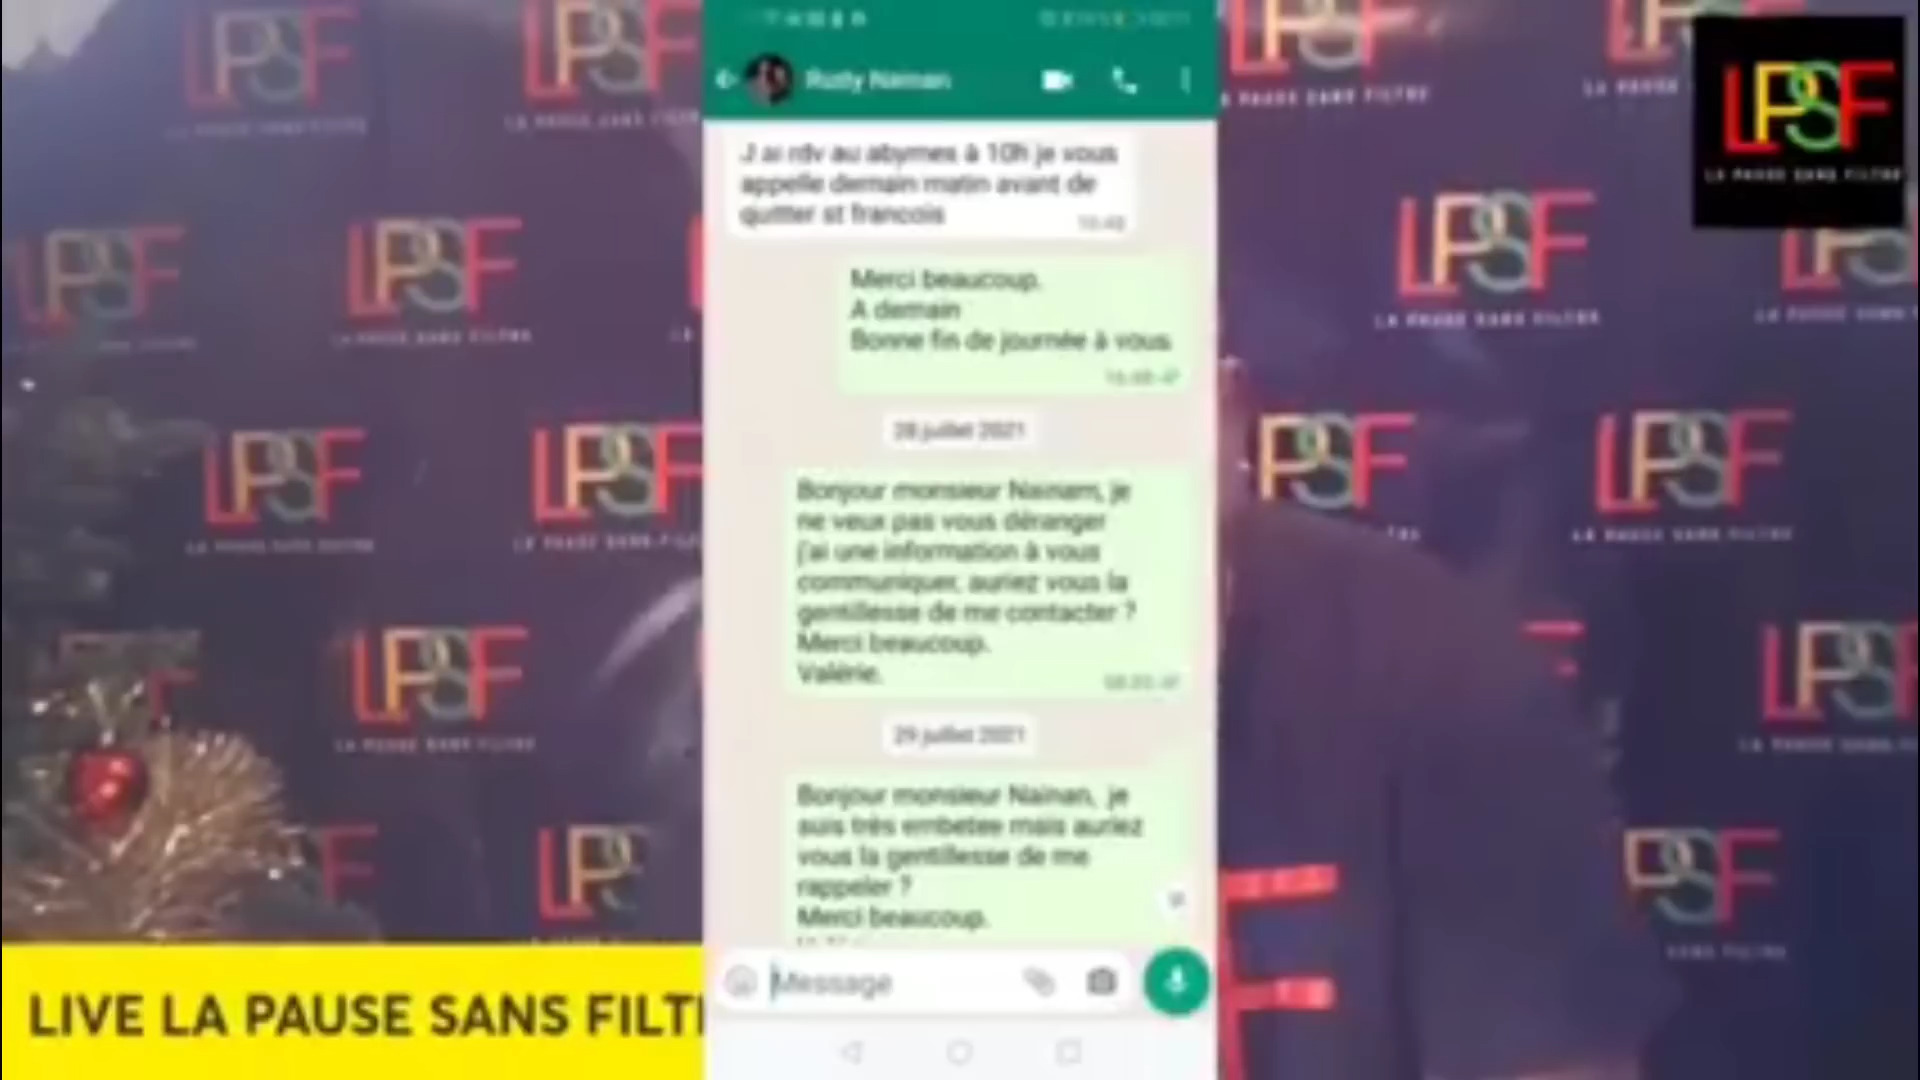 Rudy Nainan
J ai rdv au abymes à 10h je vous
appelle demain matin avant de
quitter st francois
Merci beaucoup.
A demain
Bonne fin de journée à vous
28 juillet 2021
Bonjour monsieur Nainam, je
ne veux pas vous déranger
j'ai une information à vous
communiquer, auriez vous la
gentillesse de me contacter ?
Merci beaucoup.
Valérie.
29 juillet 2021
Bonjour monsieur Nainan, je
suis très embetee mais auriez
vous la gentillesse de me
rappeler ?
Merci beaucoup.
Message
LPSF
LA PAUSE SANS FILTRE
LIVE LA PAUSE SANS FILT